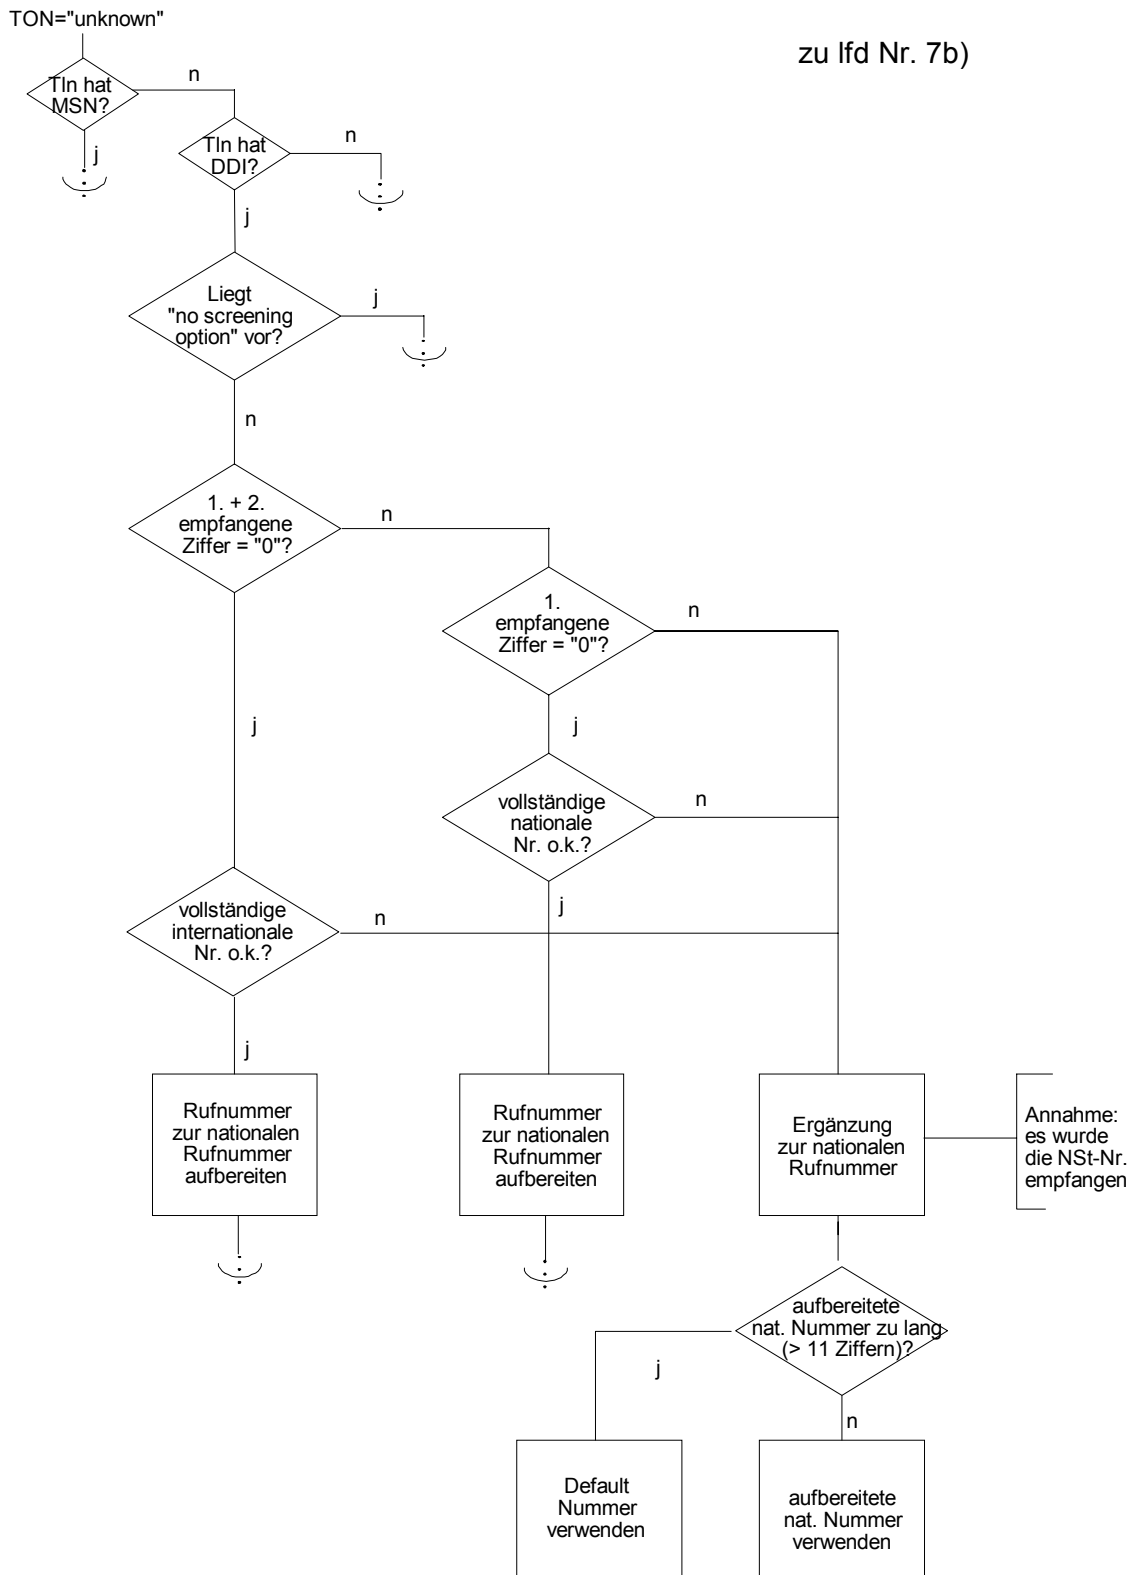 TON="unknown"
zu lfd Nr. 7b)
Tln hat
MSN?
n
j
Tln hat
DDI?
n
j
Liegt
"no screening
option" vor?
j
n
1. + 2.
empfangene
Ziffer = "0"?
n
j
1.
empfangene
Ziffer = "0"?
n
j
vollständige
nationale
Nr. o.k.?
n
j
vollständige
internationale
Nr. o.k.?
n
j
Rufnummer
zur nationalen
Rufnummer
aufbereiten
Rufnummer
zur nationalen
Rufnummer
aufbereiten
Ergänzung
zur nationalen
Rufnummer
Annahme:
es wurde
die NSt-Nr.
empfangen
aufbereitete
nat. Nummer zu lang
(> 11 Ziffern)?
j
n
Default
Nummer
verwenden
aufbereitete
nat. Nummer
verwenden